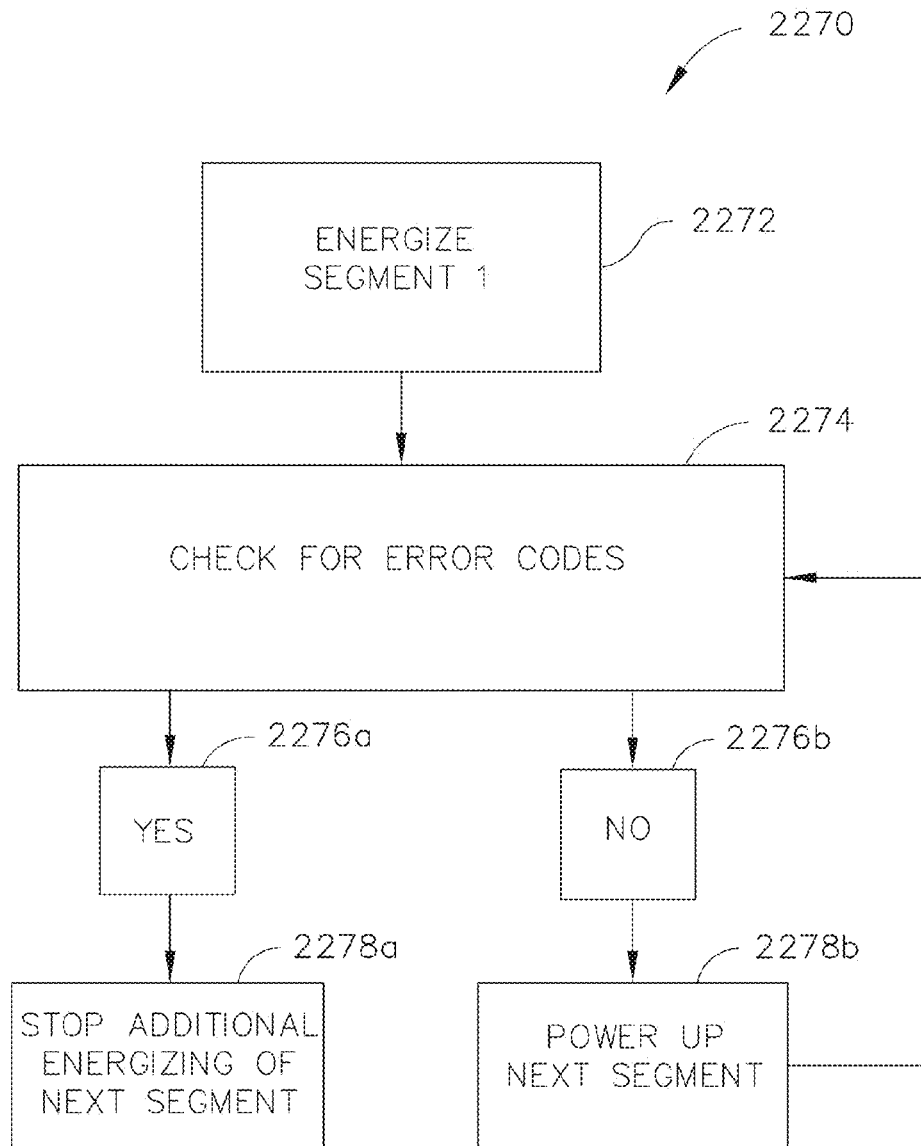 2270
ENERGIZE
SEGMENT 1
2272
2274
CHECK FOR ERROR CODES
2276a
YES
2276b
NO
2278a
STOP ADDITIONAL
ENERGIZING OF
NEXT SEGMENT
2278b
POWER UP
NEXT SEGMENT